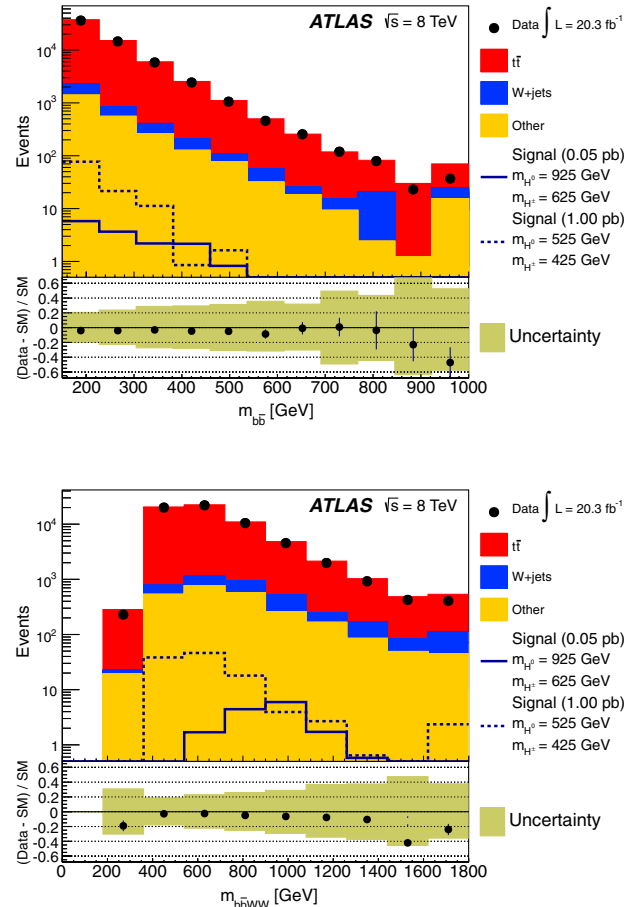 ATLAS √s = 8 TeV
Events
10⁴
10³
10²
10
1
Data ∫ L = 20.3 fb⁻¹
tt̄
W+jets
Other
Signal (0.05 pb)
m_H⁰ = 925 GeV
m_H± = 625 GeV
Signal (1.00 pb)
m_H⁰ = 525 GeV
m_H± = 425 GeV
(Data - SM) / SM
0.6
0.4
0.2
0
-0.2
-0.4
-0.6
Uncertainty
200 300 400 500 600 700 800 900 1000
m_bb̄ [GeV]
ATLAS √s = 8 TeV
Events
10⁴
10³
10²
10
1
Data ∫ L = 20.3 fb⁻¹
tt̄
W+jets
Other
Signal (0.05 pb)
m_H⁰ = 925 GeV
m_H± = 625 GeV
Signal (1.00 pb)
m_H⁰ = 525 GeV
m_H± = 425 GeV
(Data - SM) / SM
0.6
0.4
0.2
0
-0.2
-0.4
-0.6
Uncertainty
0 200 400 600 800 1000 1200 1400 1600 1800
m_bb̄WW [GeV]